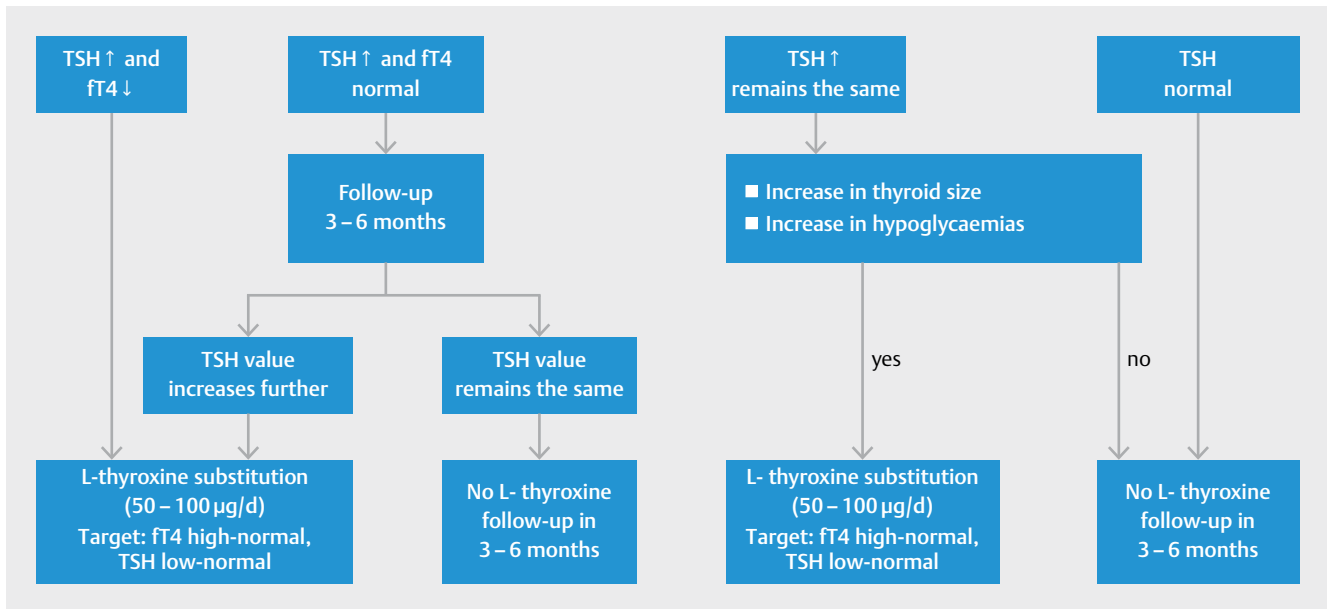 TSH ↑ and
fT4 ↓
TSH ↑ and fT4
normal
TSH ↑
remains the same
TSH
normal
Follow-up
3 – 6 months
■ Increase in thyroid size
■ Increase in hypoglycaemias
TSH value
increases further
TSH value
remains the same
yes
no
L-thyroxine substitution
(50 – 100 µg/d)
Target: fT4 high-normal,
TSH low-normal
No L- thyroxine
follow-up in
3 – 6 months
L- thyroxine substitution
(50 – 100 µg/d)
Target: fT4 high-normal,
TSH low-normal
No L- thyroxine
follow-up in
3 – 6 months